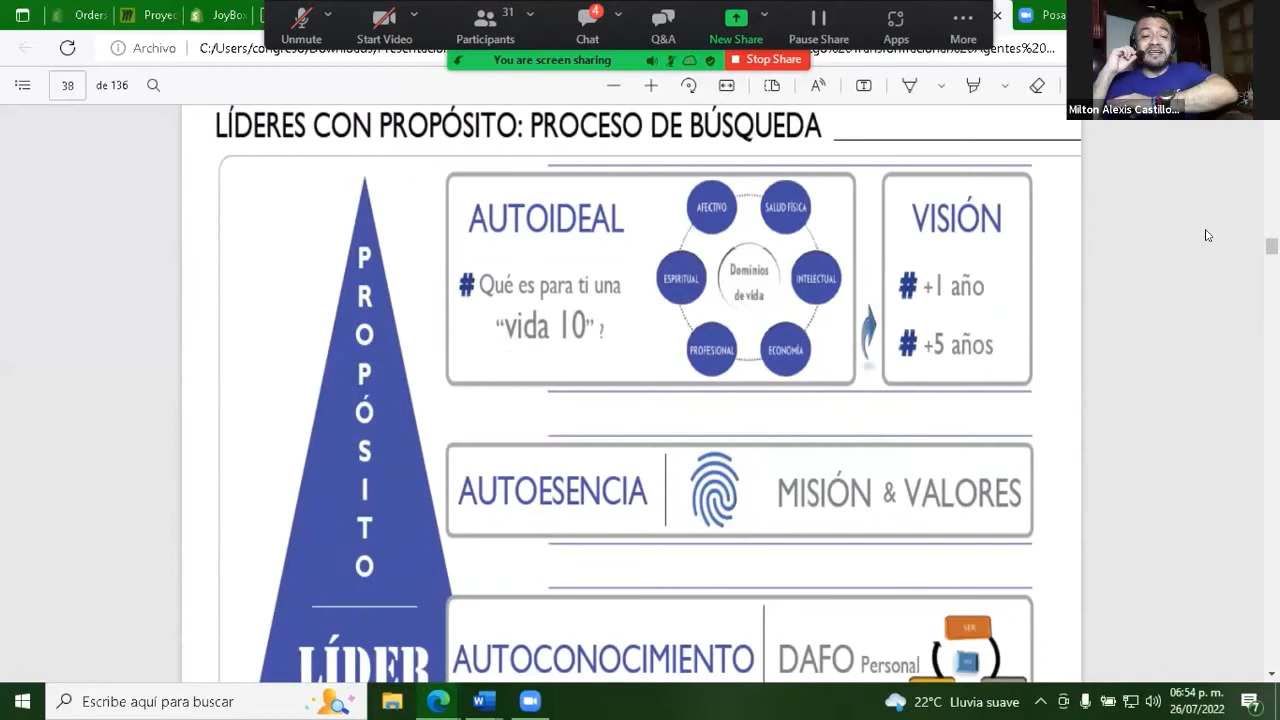 Orders
Proyec
JoyBox
31
4
Unmute
Start Video
Participants
Chat
Q&A
New Share
Pause Share
Apps
More
Posa
You are screen sharing
Stop Share
Archivo
38
de 136
Milton Alexis Castillo...
LÍDERES CON PROPÓSITO: PROCESO DE BÚSQUEDA
PROPÓSITO
LÍDER
AUTOIDEAL
# Qué es para ti una
“vida 10” ?
AFECTIVO
SALUD FÍSICA
ESPIRITUAL
Dominios
de vida
INTELECTUAL
PROFESIONAL
ECONOMÍA
VISIÓN
# +1 año
# +5 años
AUTOESENCIA
MISIÓN & VALORES
AUTOCONOCIMIENTO
DAFO Personal
SER
Escribe aquí para buscar
22°C Lluvia suave
06:54 p. m.
26/07/2022
7